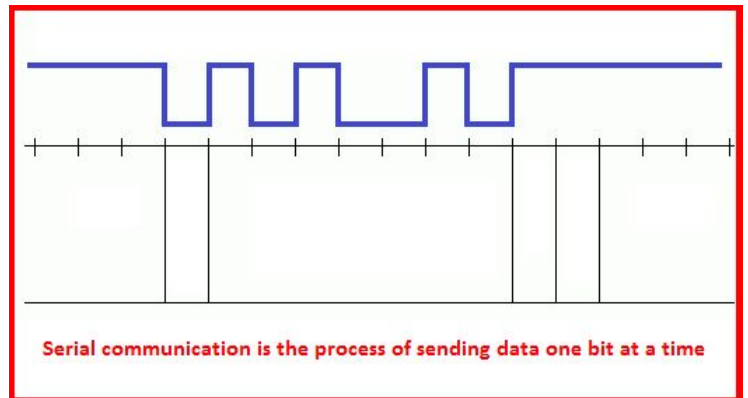 Serial communication is the process of sending data one bit at a time